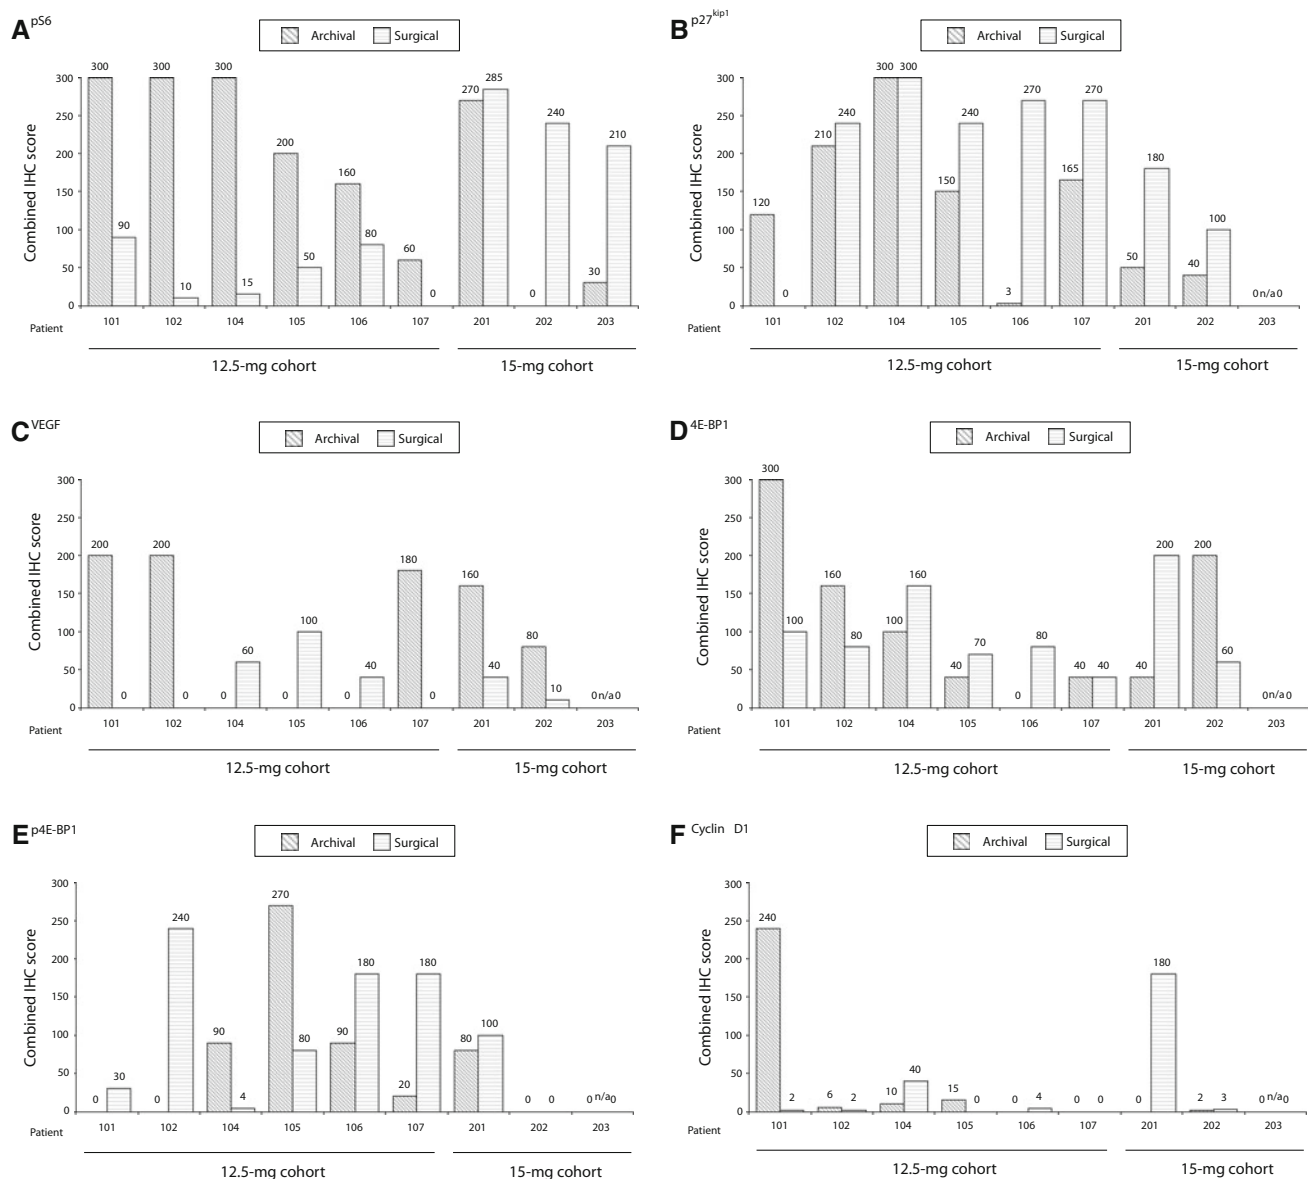 A pS6
Archival Surgical
Combined IHC score
300
250
200
150
100
50
0
300 90 300 10 300 15 200 50 160 80 60 0 270 285 0 240 30 210
Patient 101 102 104 105 106 107 201 202 203
12.5-mg cohort 15-mg cohort
B p27kip1
Archival Surgical
Combined IHC score
300
250
200
150
100
50
0
120 0 210 240 300 300 150 240 3 270 165 270 50 180 40 100 0 n/a 0
Patient 101 102 104 105 106 107 201 202 203
12.5-mg cohort 15-mg cohort
C VEGF
Archival Surgical
Combined IHC score
300
250
200
150
100
50
0
200 0 200 0 0 60 0 100 0 40 180 0 160 40 80 10 0 n/a 0
Patient 101 102 104 105 106 107 201 202 203
12.5-mg cohort 15-mg cohort
D 4E-BP1
Archival Surgical
Combined IHC score
300
250
200
150
100
50
0
300 100 160 80 100 160 40 70 0 80 40 40 40 200 200 60 0 n/a 0
Patient 101 102 104 105 106 107 201 202 203
12.5-mg cohort 15-mg cohort
E p4E-BP1
Archival Surgical
Combined IHC score
300
250
200
150
100
50
0
0 30 0 240 90 4 270 80 90 180 20 180 80 100 0 0 0 n/a 0
Patient 101 102 104 105 106 107 201 202 203
12.5-mg cohort 15-mg cohort
F Cyclin D1
Archival Surgical
Combined IHC score
300
250
200
150
100
50
0
240 2 6 2 10 40 15 0 0 4 0 0 0 180 2 3 0 n/a 0
Patient 101 102 104 105 106 107 201 202 203
12.5-mg cohort 15-mg cohort